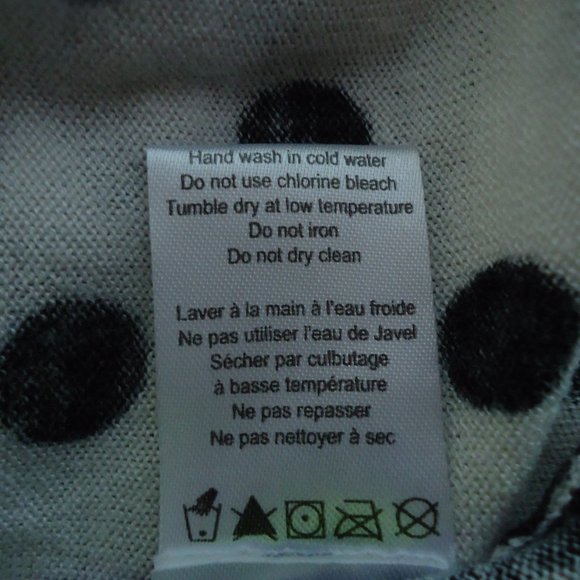 Hand wash in cold water
Do not use chlorine bleach
Tumble dry at low temperature
Do not iron
Do not dry clean
Laver à la main à l'eau froide
Ne pas utiliser l'eau de Javel
Sécher par culbutage
à basse température
Ne pas repasser
Ne pas nettoyer à sec